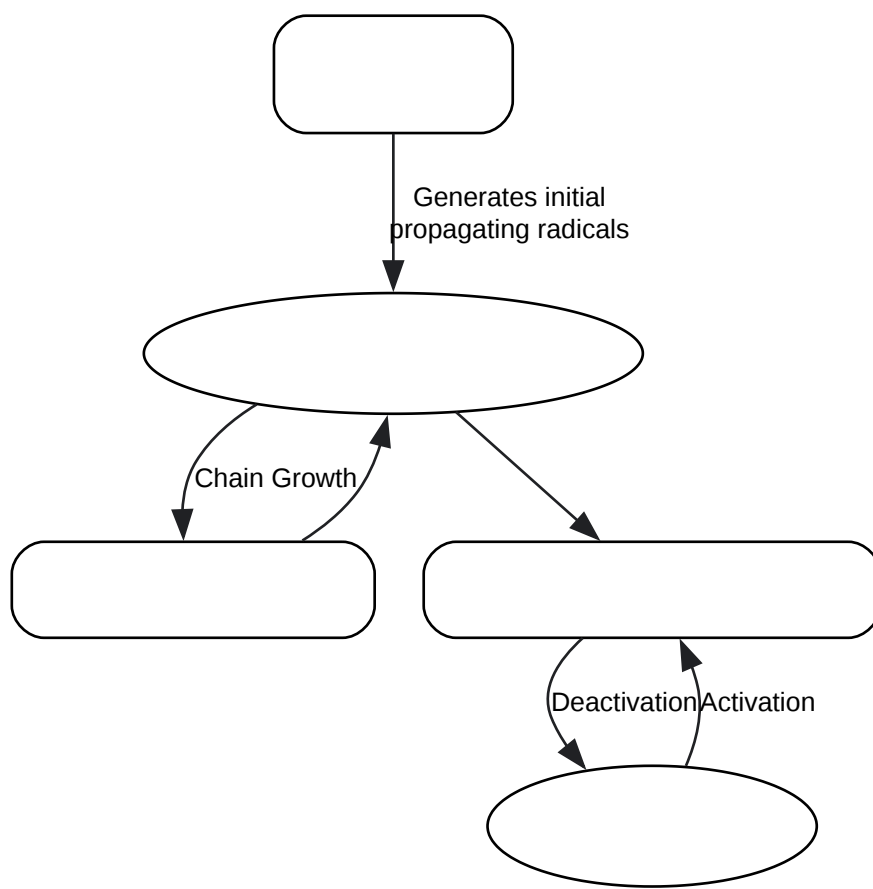 Generates initial
propagating radicals
Chain Growth
Deactivation
Activation